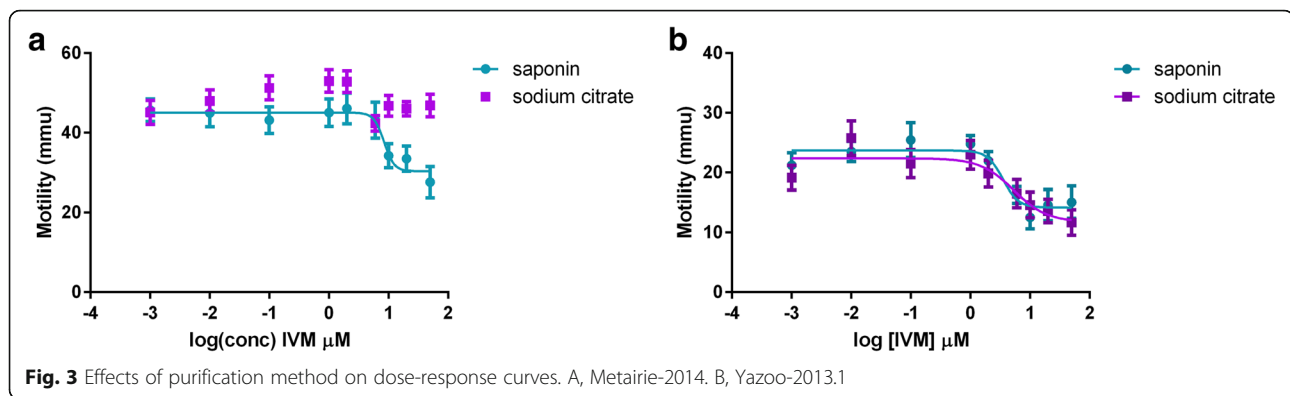 a
60
40
20
0
Motility (mmu)
-4 -3 -2 -1 0 1 2
log(conc) IVM μM
saponin
sodium citrate
b
40
30
20
10
0
Motility (mmu)
-4 -3 -2 -1 0 1 2
log [IVM] μM
saponin
sodium citrate
Fig. 3 Effects of purification method on dose-response curves. A, Metairie-2014. B, Yazoo-2013.1